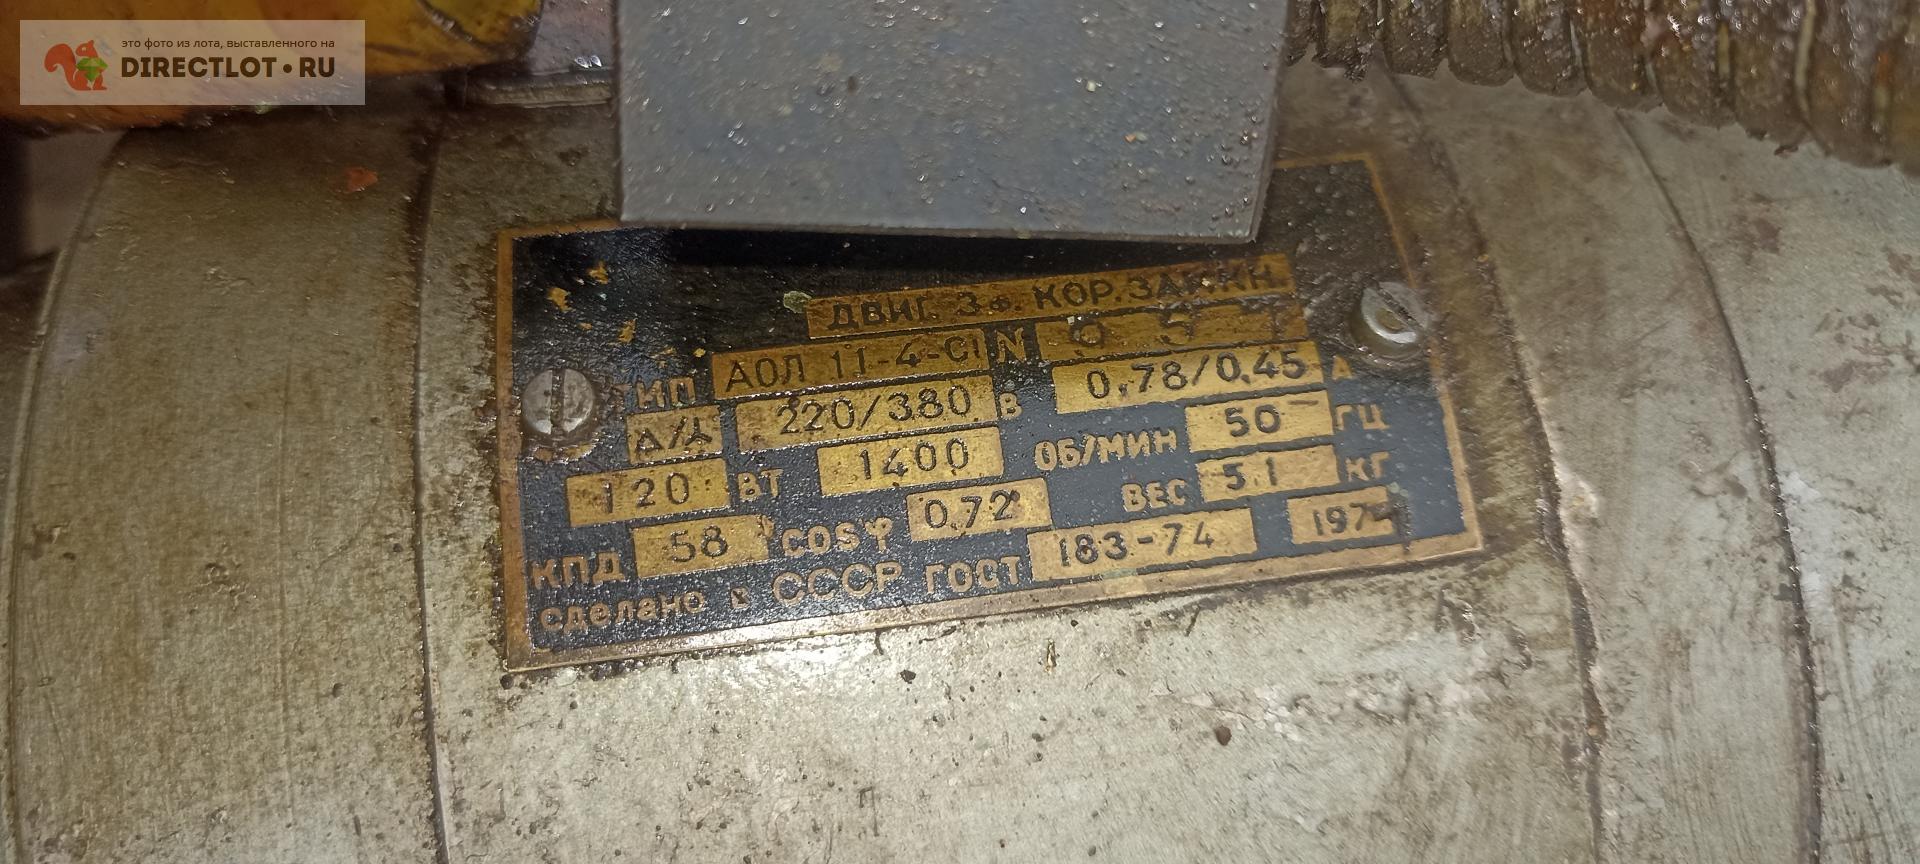 это фото из лота, выставленного на
DIRECTLOT•RU
ДВИГ. 3ф. КОР.ЗАМ.КН.
ТИП АОЛ 11-4-С1 N
Δ/Y 220/380 В 0,78/0,45 А
120 ВТ 1400 ОБ/МИН 50 ГЦ
КПД 58 COSφ 0,72 ВЕС 5,1 КГ
сделано в СССР ГОСТ 183-74